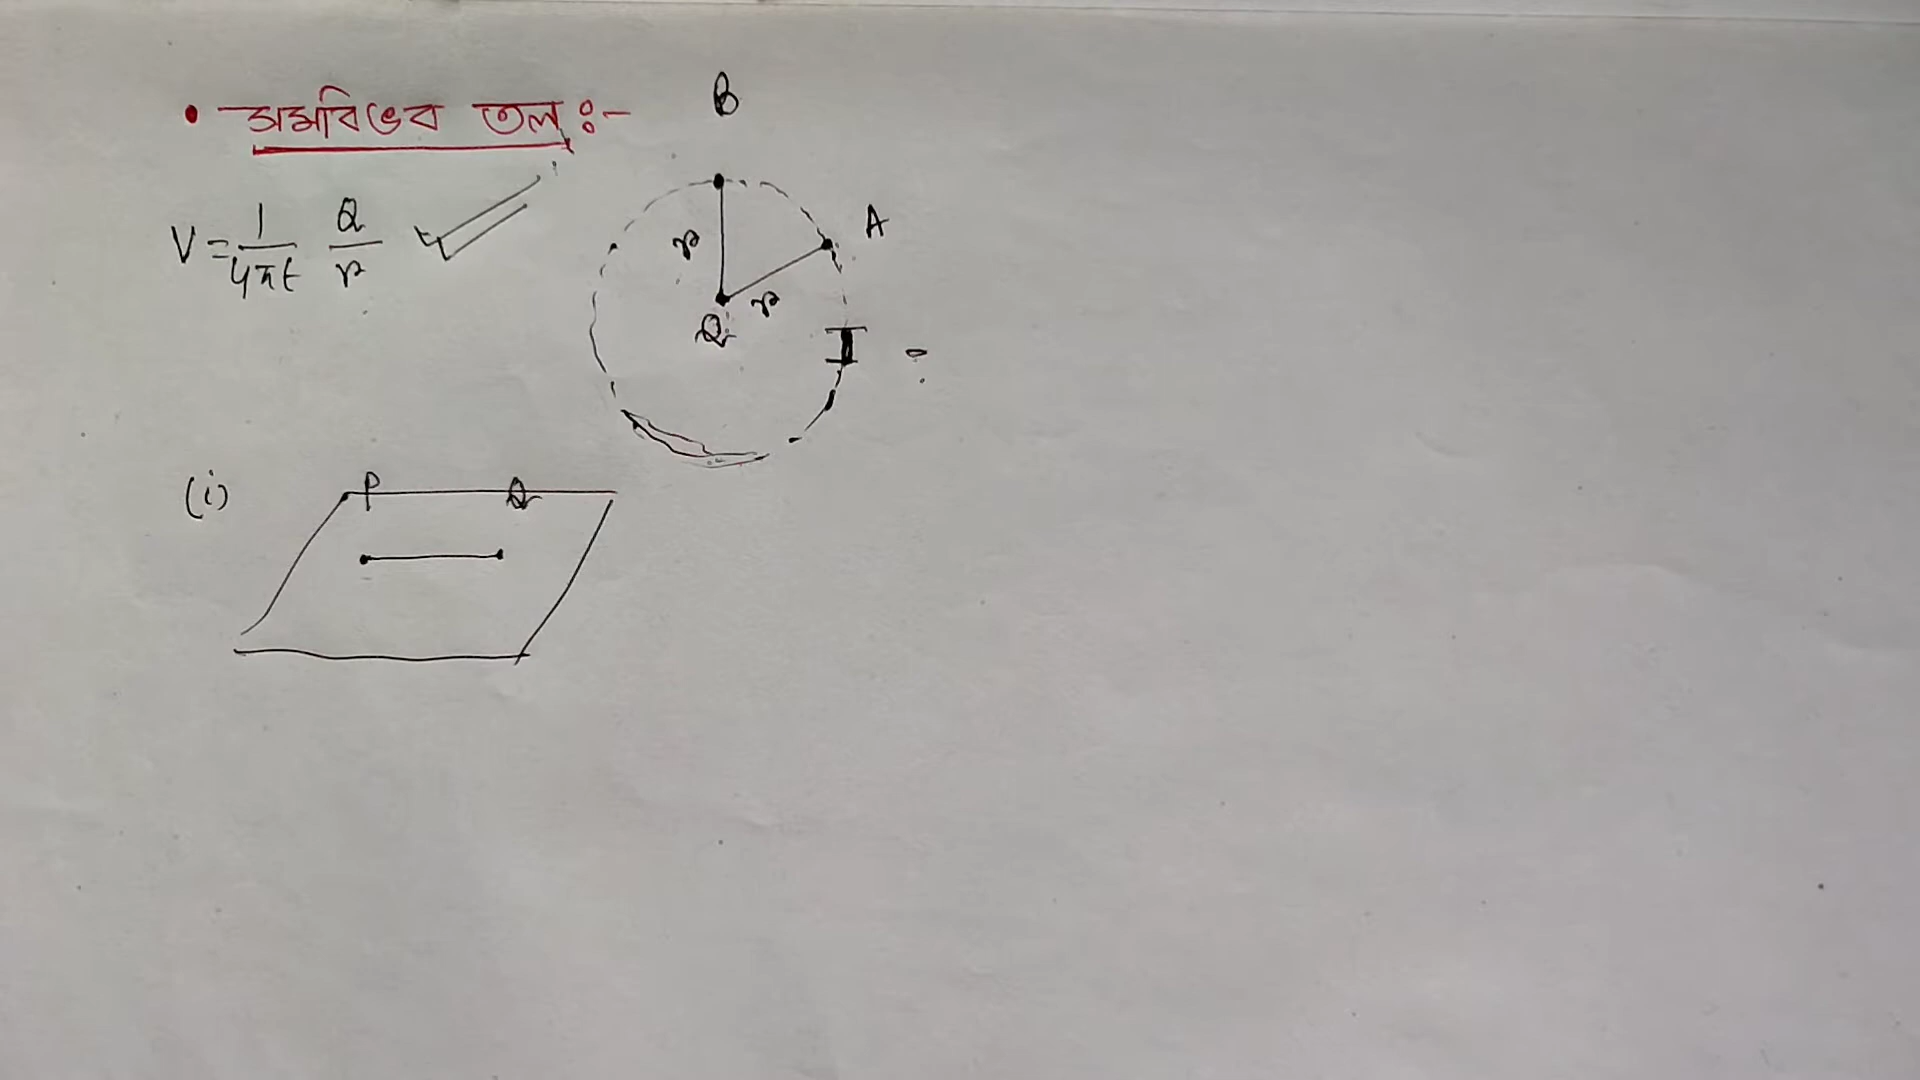 • সমবিভব তল :-
B
V = 1/4πε Q/r
A
r
r
Q
(i)
P Q